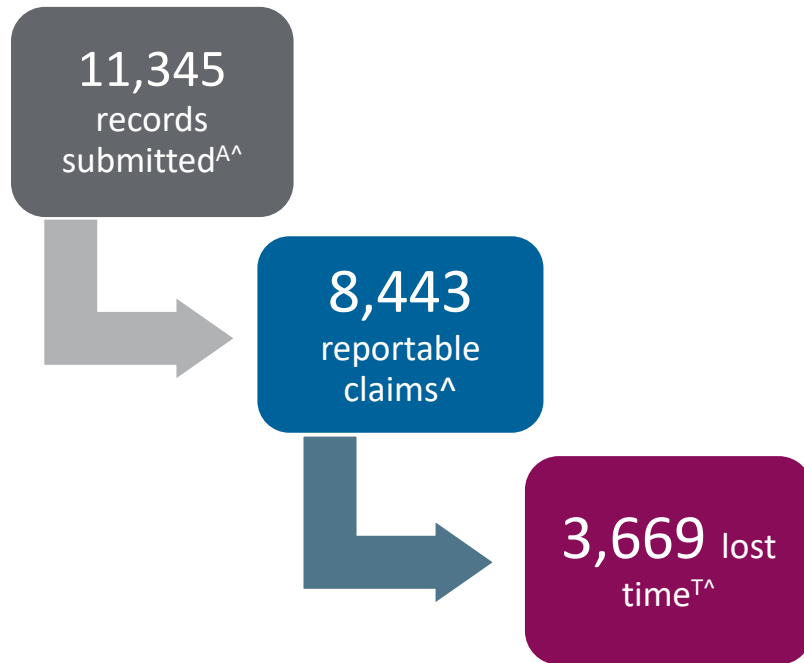 11,345
records
submittedᴬ^
8,443
reportable
claims^
3,669 lost
timeᵀ^